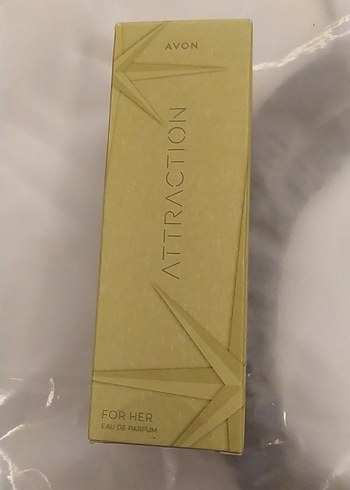 AVON
ATTRACTION
FOR HER
EAU DE PARFUM